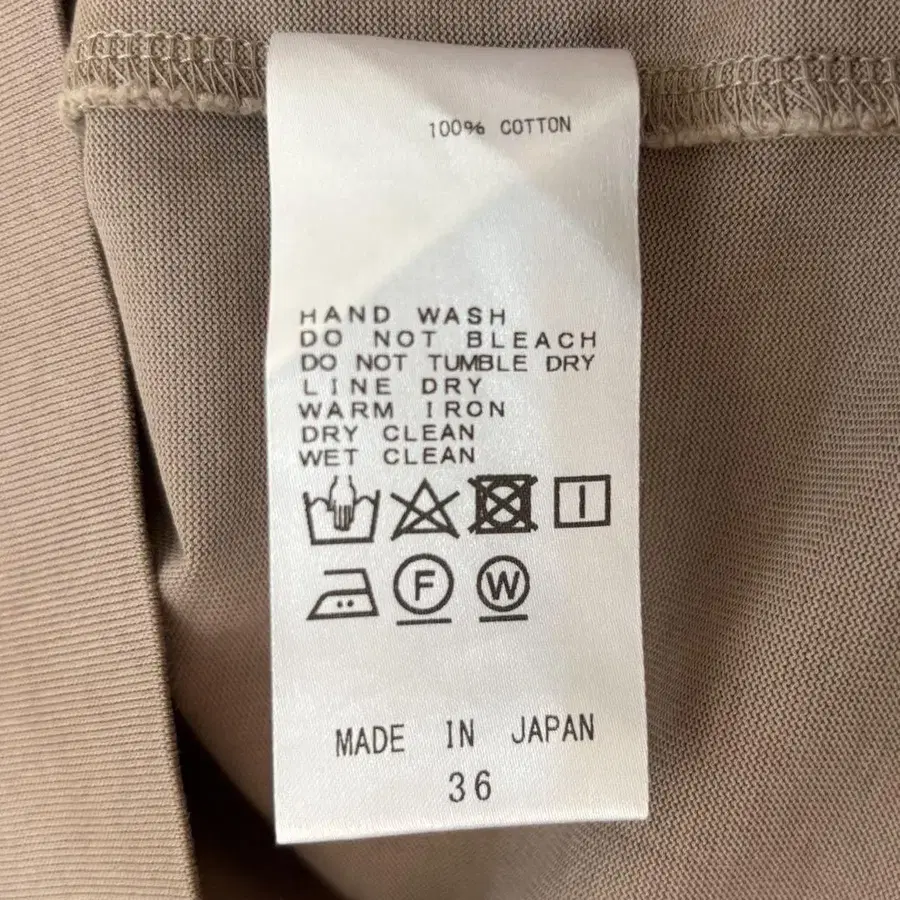 100% COTTON
HAND WASH
DO NOT BLEACH
DO NOT TUMBLE DRY
LINE DRY
WARM IRON
DRY CLEAN
WET CLEAN
F W
MADE IN JAPAN
36